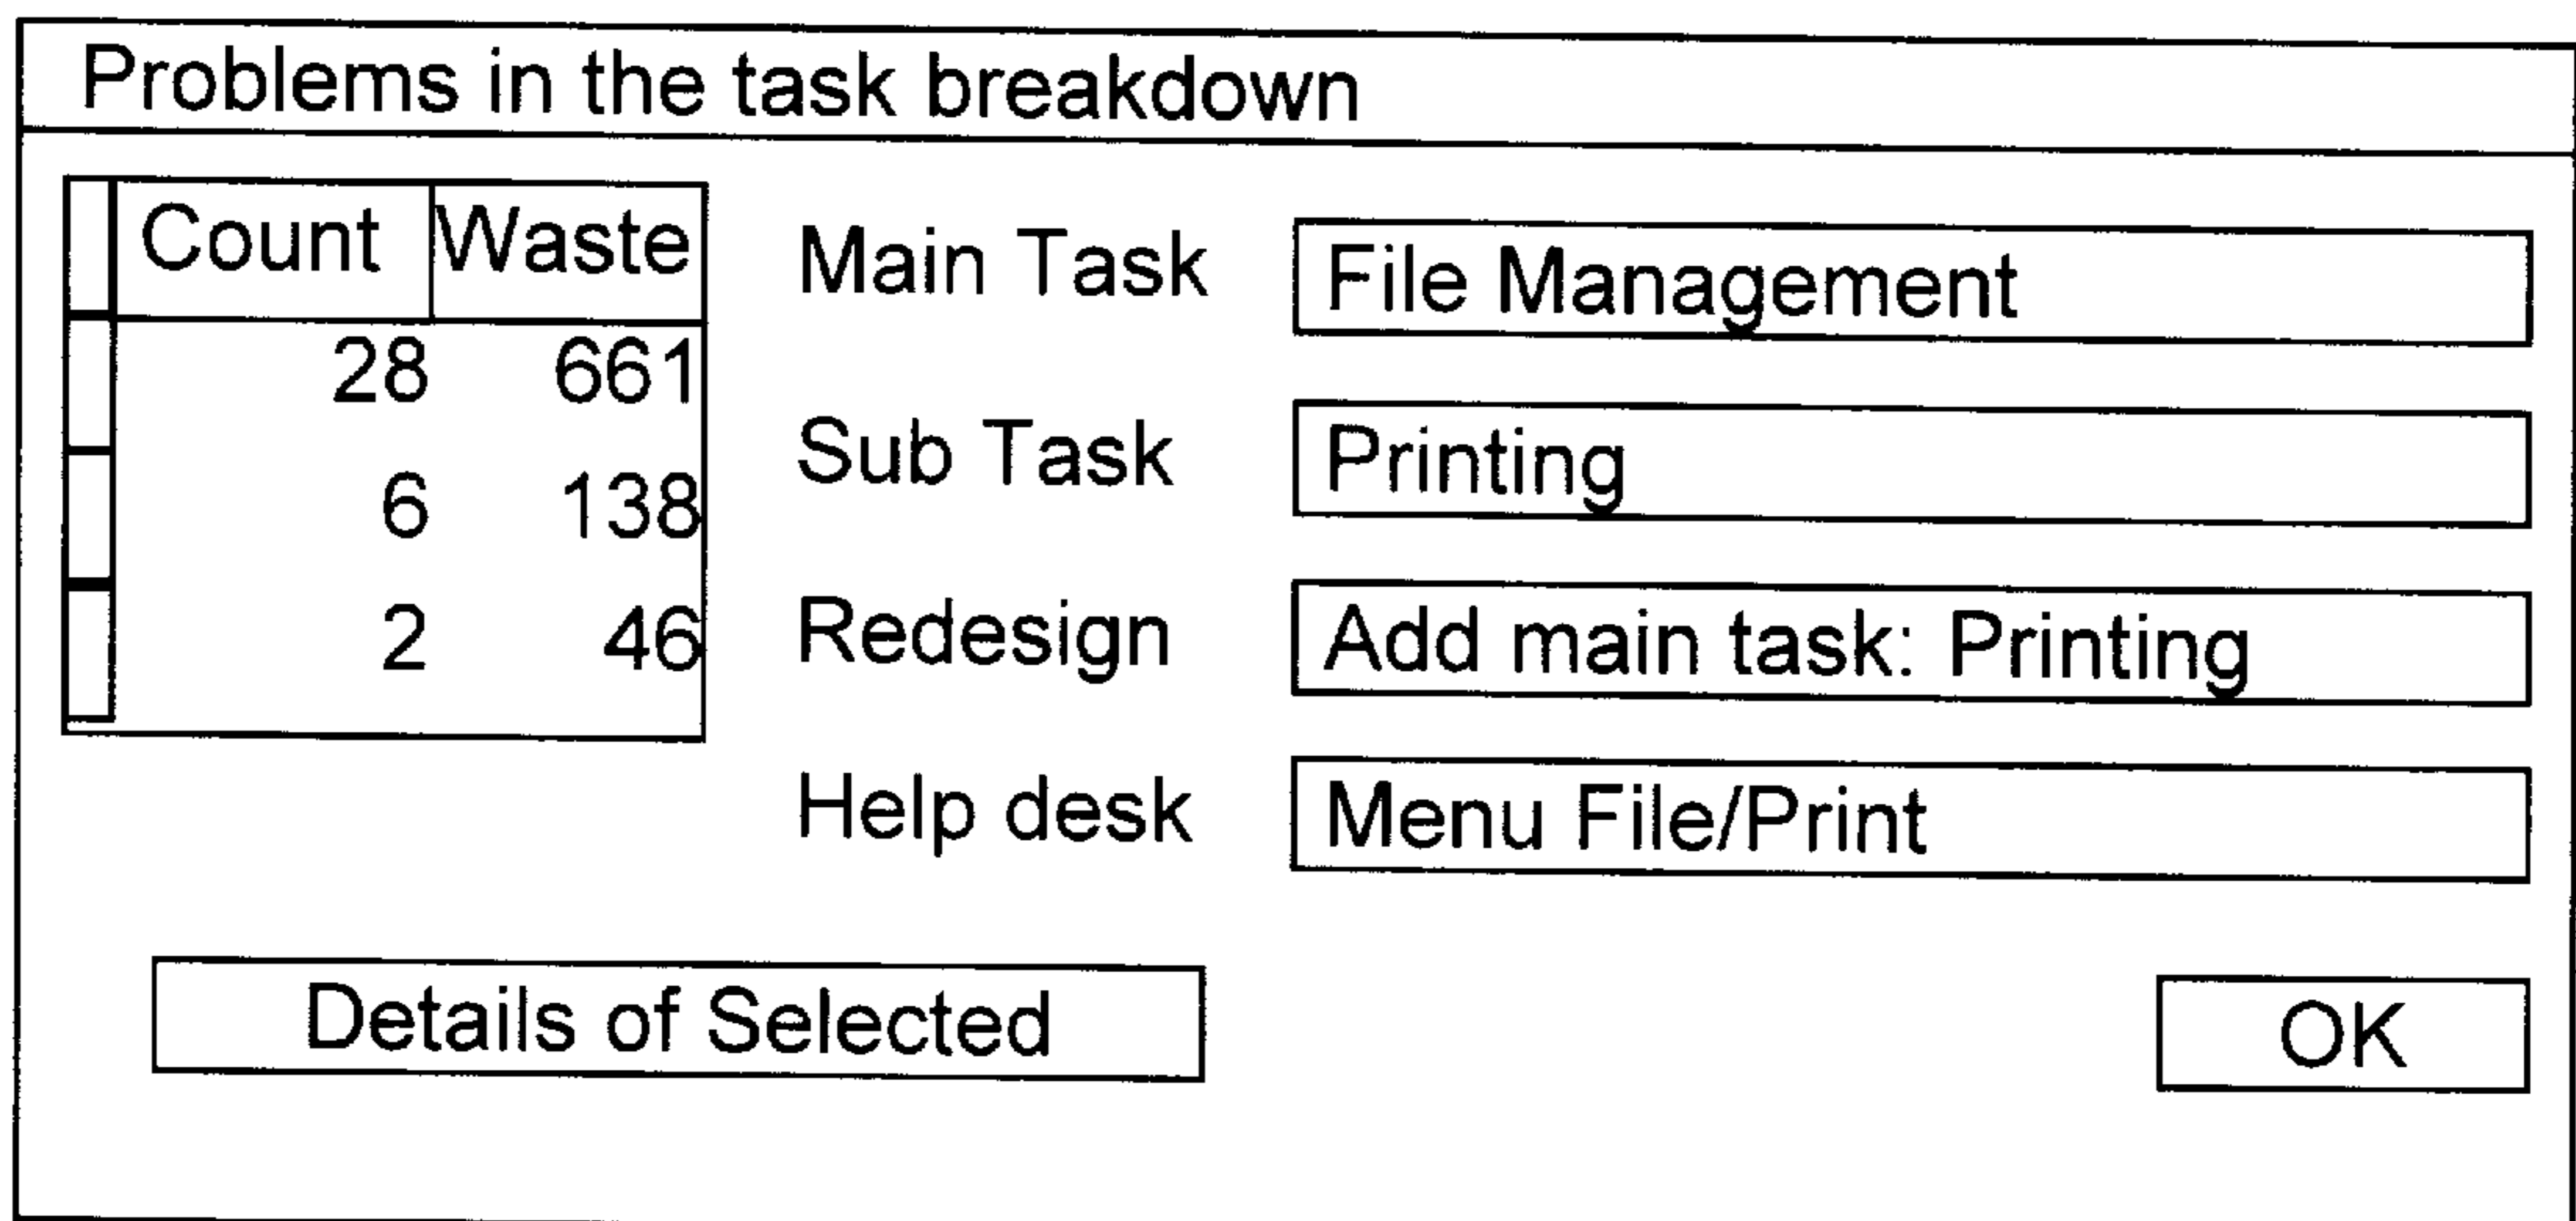 Problems in the task breakdown
Count Waste
28 661
6 138
2 46
Main Task File Management
Sub Task Printing
Redesign Add main task: Printing
Help desk Menu File/Print
Details of Selected
OK